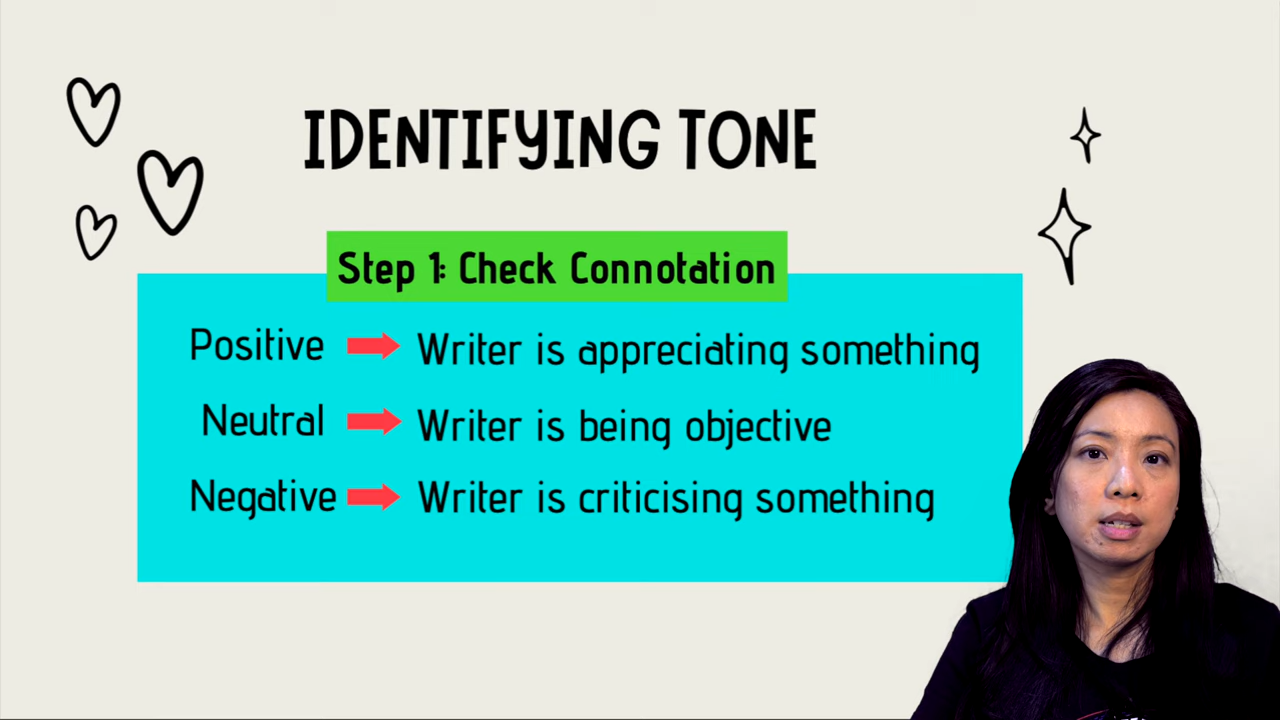 IDENTIFYING TONE
Step 1: Check Connotation
Positive Writer is appreciating something
Neutral Writer is being objective
Negative Writer is criticising something